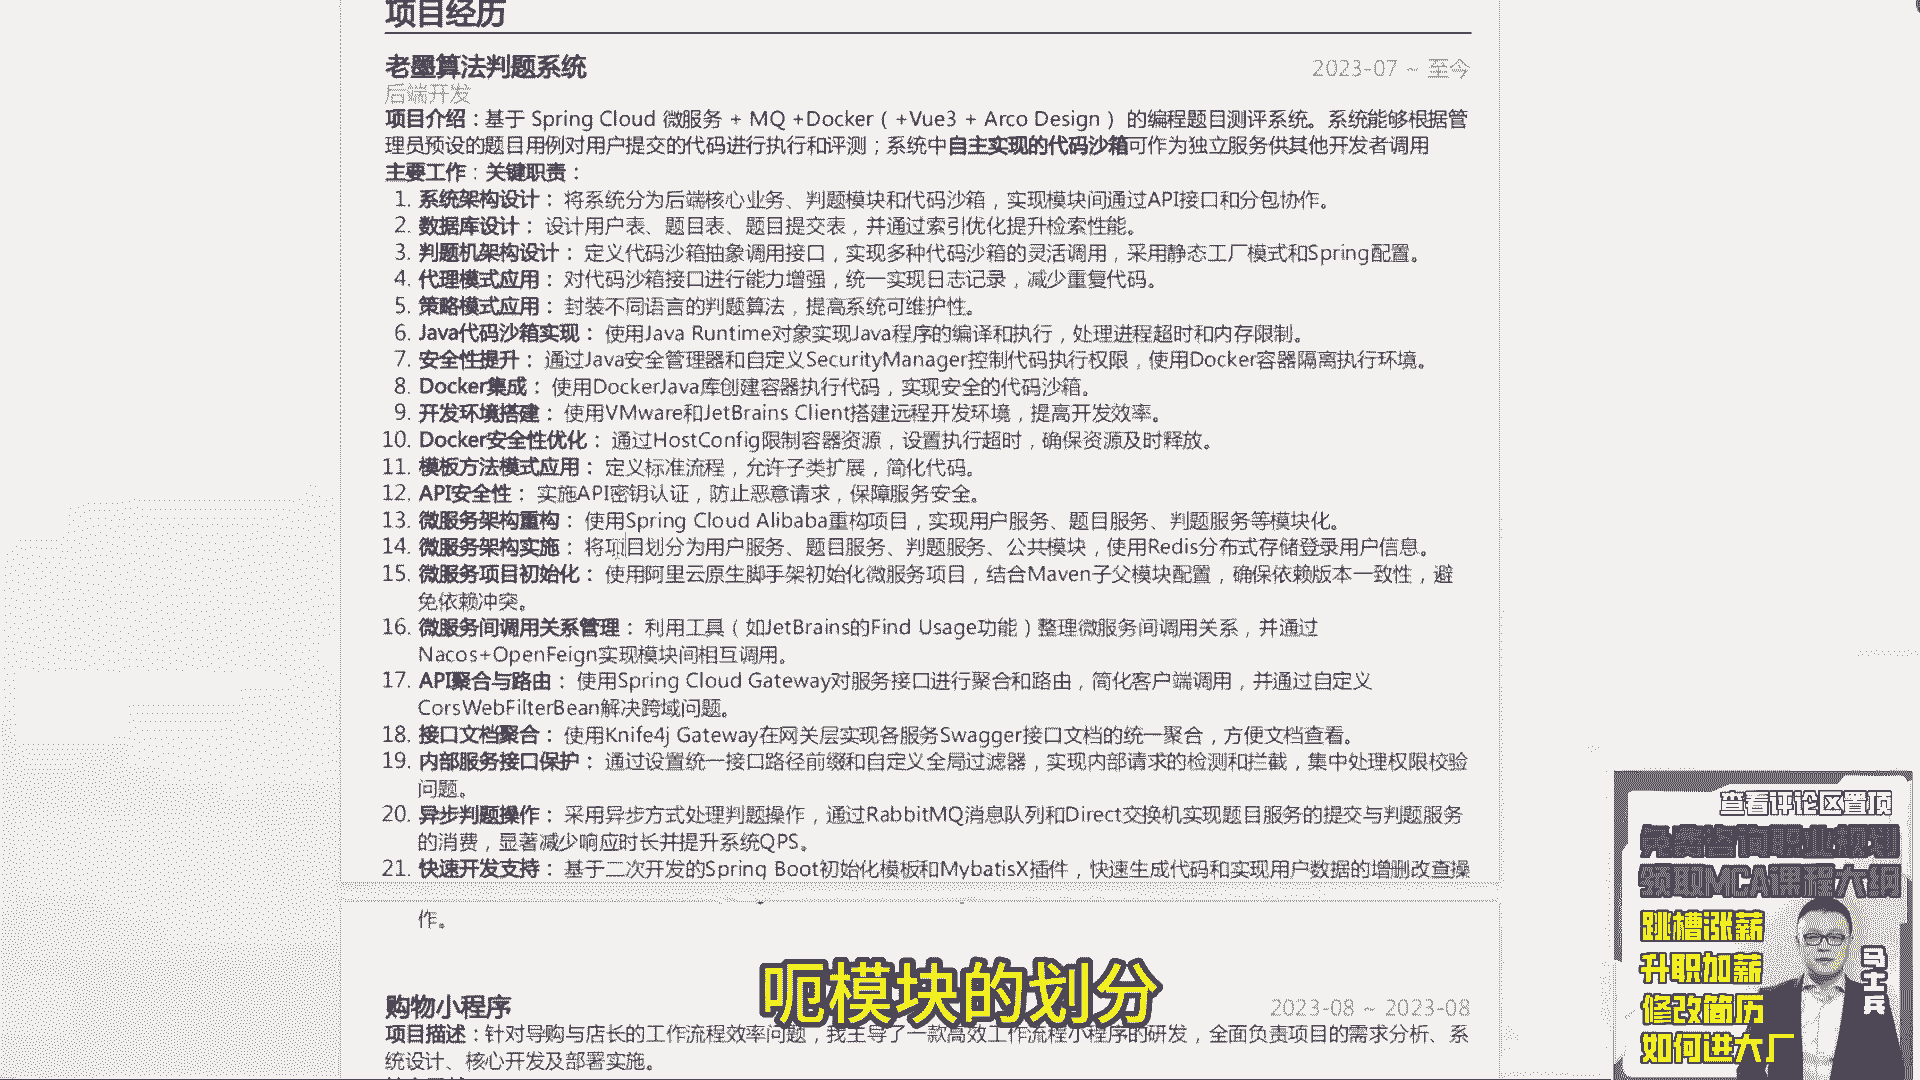 项目经历
老墨算法判题系统
2023-07 ~ 至今
后端开发
项目介绍：基于 Spring Cloud 微服务 + MQ +Docker（ +Vue3 + Arco Design ） 的编程题目测评系统。系统能够根据管
理员预设的题目用例对用户提交的代码进行执行和评测；系统中自主实现的代码沙箱可作为独立服务供其他开发者调用
主要工作：关键职责：
1. 系统架构设计： 将系统分为后端核心业务、判题模块和代码沙箱，实现模块间通过API接口和分包协作。
2. 数据库设计： 设计用户表、题目表、题目提交表，并通过索引优化提升检索性能。
3. 判题机架构设计： 定义代码沙箱抽象调用接口，实现多种代码沙箱的灵活调用，采用静态工厂模式和Spring配置。
4. 代理模式应用： 对代码沙箱接口进行能力增强，统一实现日志记录，减少重复代码。
5. 策略模式应用： 封装不同语言的判题算法，提高系统可维护性。
6. Java代码沙箱实现： 使用Java Runtime对象实现Java程序的编译和执行，处理进程超时和内存限制。
7. 安全性提升： 通过Java安全管理器和自定义SecurityManager控制代码执行权限，使用Docker容器隔离执行环境。
8. Docker集成： 使用DockerJava库创建容器执行代码，实现安全的代码沙箱。
9. 开发环境搭建： 使用VMware和JetBrains Client搭建远程开发环境，提高开发效率。
10. Docker安全性优化： 通过HostConfig限制容器资源，设置执行超时，确保资源及时释放。
11. 模板方法模式应用： 定义标准流程，允许子类扩展，简化代码。
12. API安全性： 实施API密钥认证，防止恶意请求，保障服务安全。
13. 微服务架构重构： 使用Spring Cloud Alibaba重构项目，实现用户服务、题目服务、判题服务等模块化。
14. 微服务架构实施： 将项目划分为用户服务、题目服务、判题服务、公共模块，使用Redis分布式存储登录用户信息。
15. 微服务项目初始化： 使用阿里云原生脚手架初始化微服务项目，结合Maven子父模块配置，确保依赖版本一致性，避
免依赖冲突。
16. 微服务间调用关系管理： 利用工具（如JetBrains的Find Usage功能）整理微服务间调用关系，并通过
Nacos+OpenFeign实现模块间相互调用。
17. API聚合与路由： 使用Spring Cloud Gateway对服务接口进行聚合和路由，简化客户端调用，并通过自定义
CorsWebFilterBean解决跨域问题。
18. 接口文档聚合： 使用Knife4j Gateway在网关层实现各服务Swagger接口文档的统一聚合，方便文档查看。
19. 内部服务接口保护： 通过设置统一接口路径前缀和自定义全局过滤器，实现内部请求的检测和拦截，集中处理权限校验
问题。
20. 异步判题操作： 采用异步方式处理判题操作，通过RabbitMQ消息队列和Direct交换机实现题目服务的提交与判题服务
的消费，显著减少响应时长并提升系统QPS。
21. 快速开发支持： 基于二次开发的Spring Boot初始化模板和MybatisX插件，快速生成代码和实现用户数据的增删改查操
作。
购物小程序
2023-08 ~ 2023-08
项目描述：针对导购与店长的工作流程效率问题，我主导了一款高效工作流程小程序的研发，全面负责项目的需求分析、系
统设计、核心开发及部署实施。
呃模块的划分
查看评论区置顶
免费咨询职业规划
领取MCA课程大纲
跳槽涨薪
升职加薪
修改简历
如何进大厂
马士兵